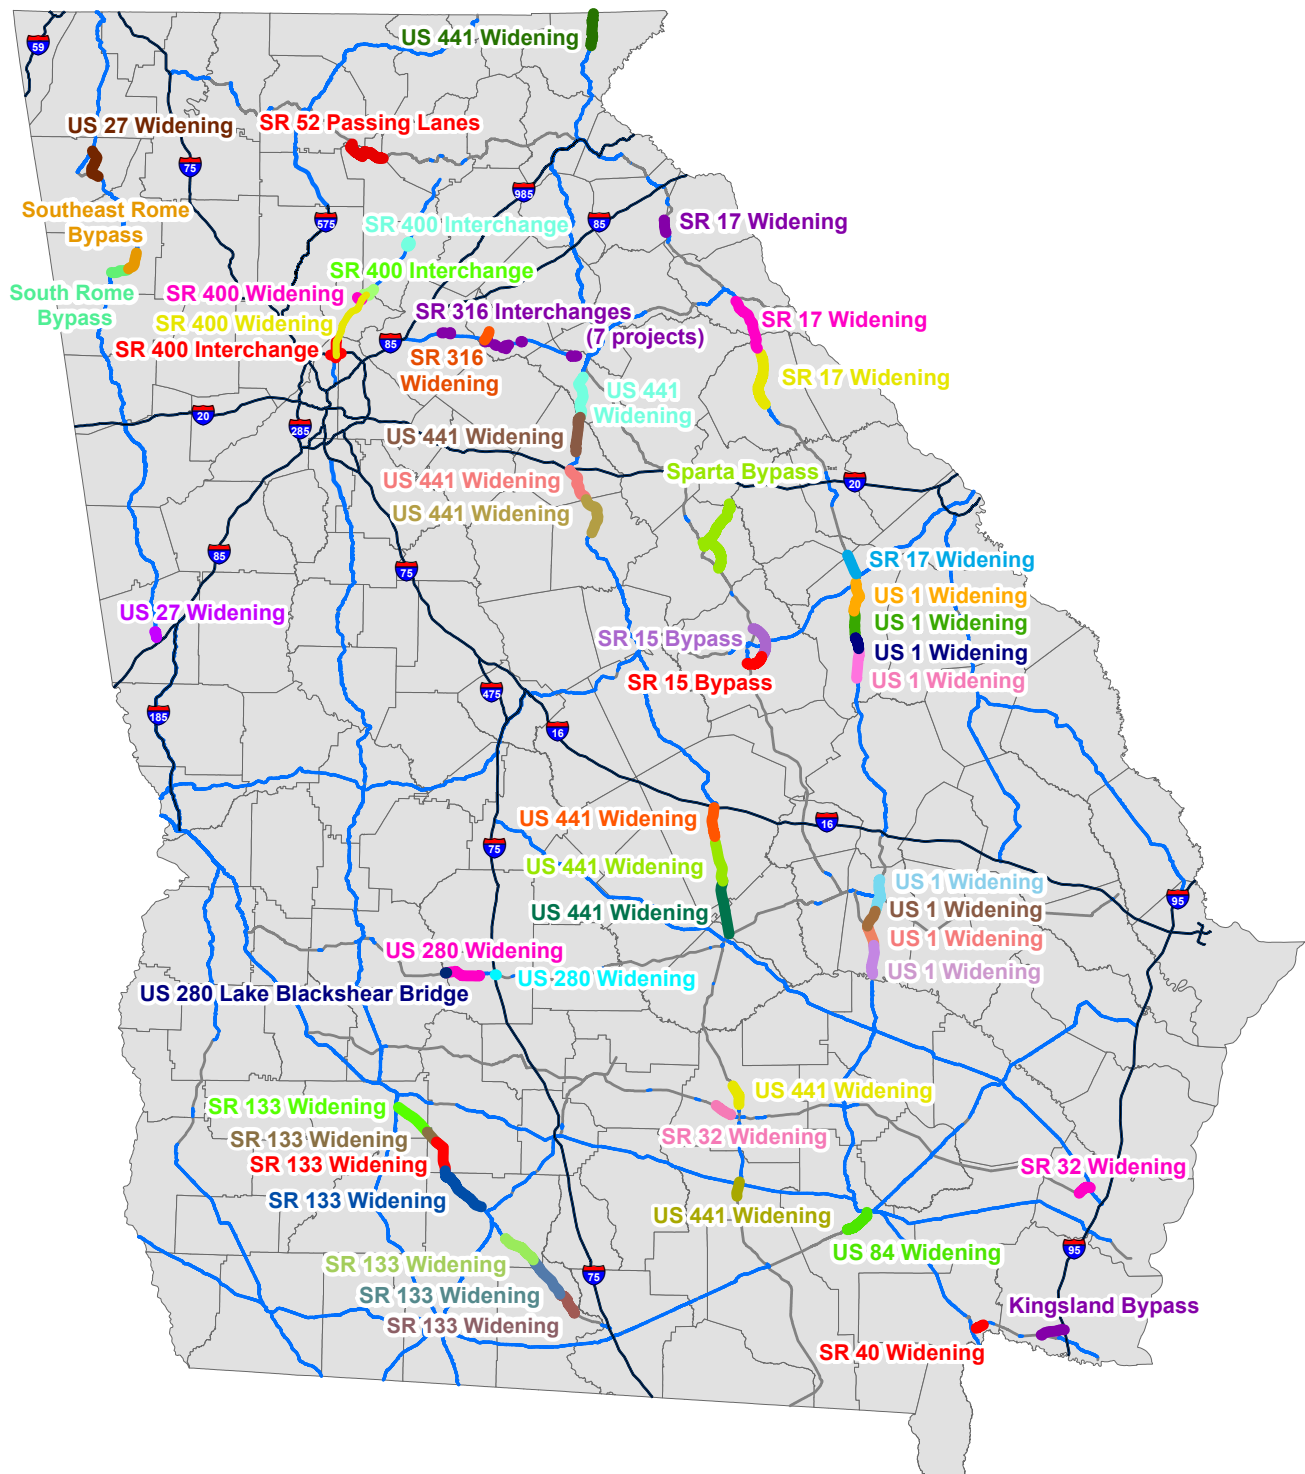 US 441 Widening
59
US 27 Widening
SR 52 Passing Lanes
75
985
Southeast Rome
Bypass
575
SR 400 Interchange
85
SR 17 Widening
SR 400 Interchange
South Rome
Bypass
SR 400 Widening
SR 400 Widening
SR 316 Interchanges
(7 projects)
SR 17 Widening
SR 400 Interchange
85
SR 316
Widening
SR 17 Widening
US 441
Widening
20
285
US 441 Widening
Sparta Bypass
Text
20
US 441 Widening
US 441 Widening
85
75
SR 17 Widening
US 1 Widening
US 27 Widening
US 1 Widening
SR 15 Bypass
US 1 Widening
SR 15 Bypass
US 1 Widening
475
185
16
US 441 Widening
16
75
US 441 Widening
US 1 Widening
95
US 441 Widening
US 1 Widening
US 1 Widening
US 280 Widening
US 1 Widening
US 280 Widening
US 280 Lake Blackshear Bridge
US 441 Widening
SR 133 Widening
SR 32 Widening
SR 133 Widening
SR 133 Widening
SR 32 Widening
SR 133 Widening
US 441 Widening
US 84 Widening
95
SR 133 Widening
75
SR 133 Widening
Kingsland Bypass
SR 133 Widening
SR 40 Widening